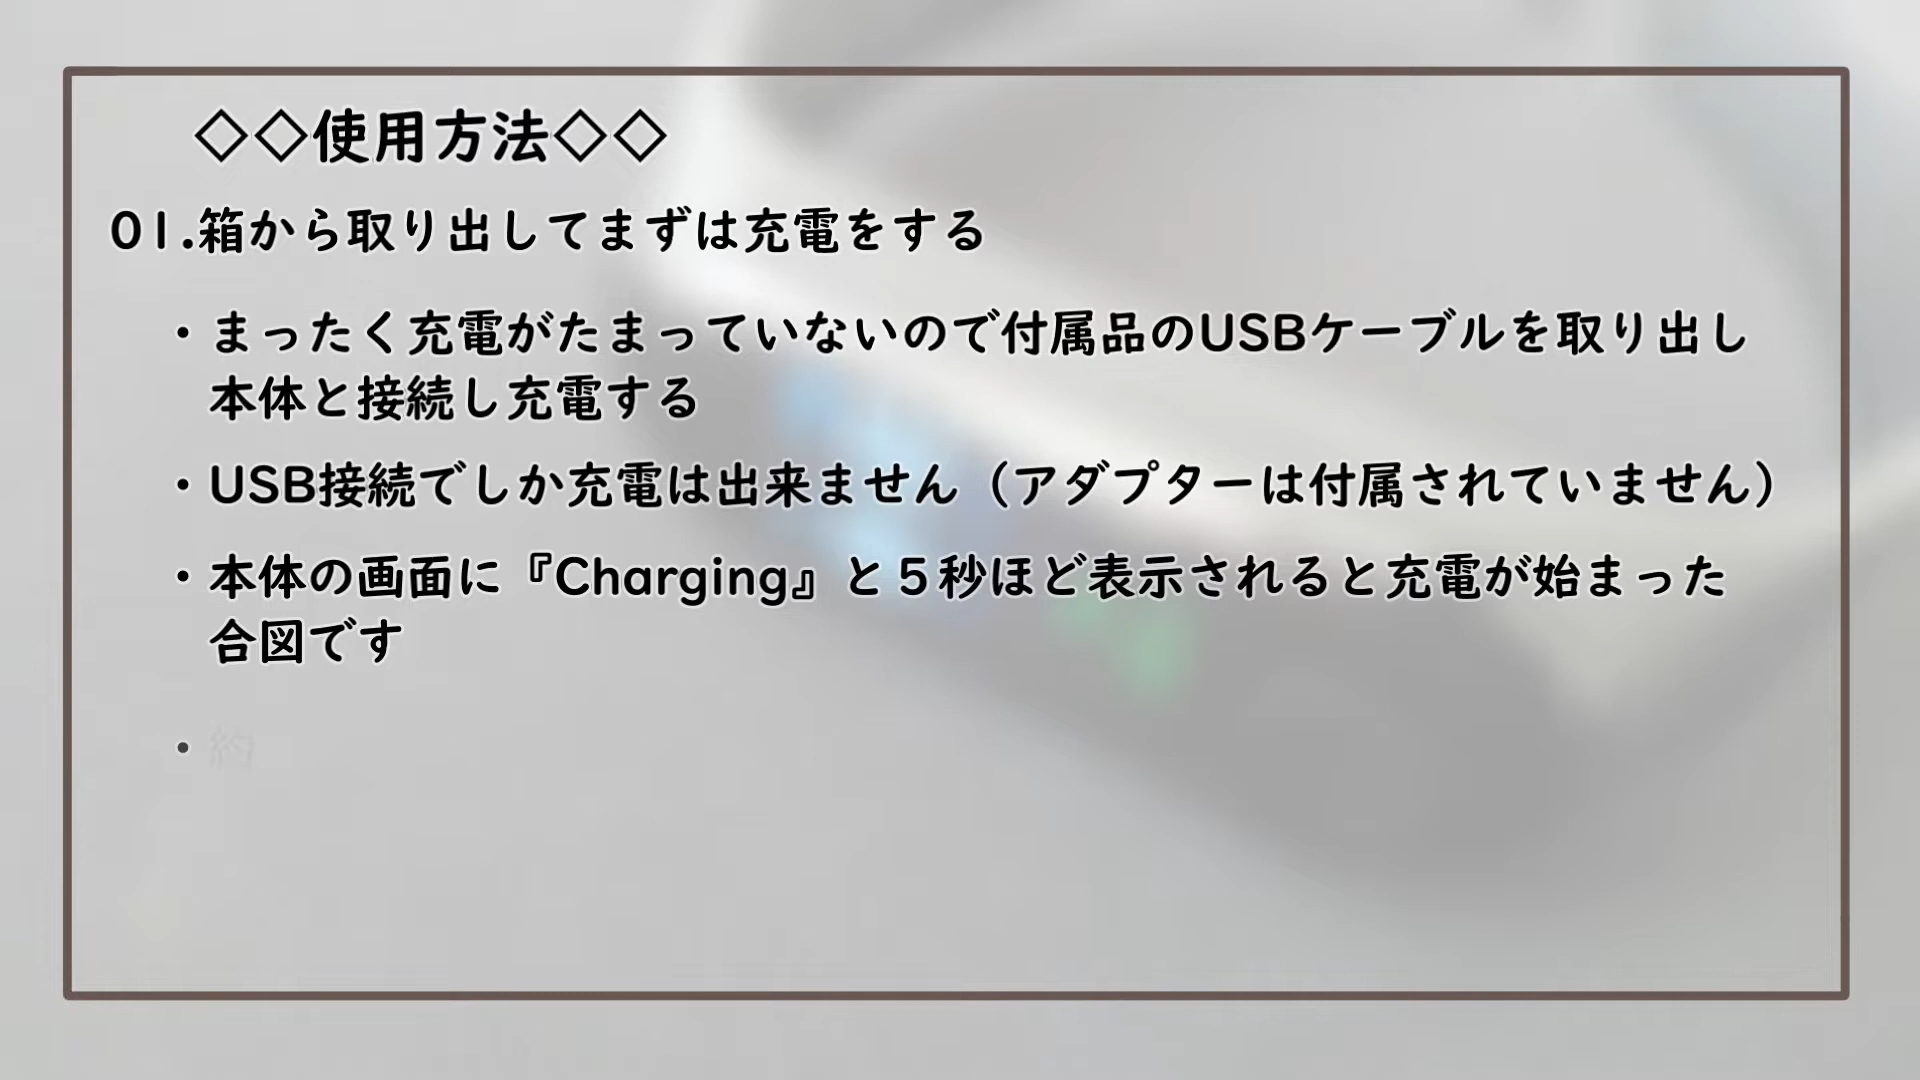 ◇◇使用方法◇◇
01.箱から取り出してまずは充電をする
・まったく充電がたまっていないので付属品のUSBケーブルを取り出し
本体と接続し充電する
・USB接続でしか充電は出来ません（アダプターは付属されていません）
・本体の画面に『Charging』と５秒ほど表示されると充電が始まった
合図です
・約